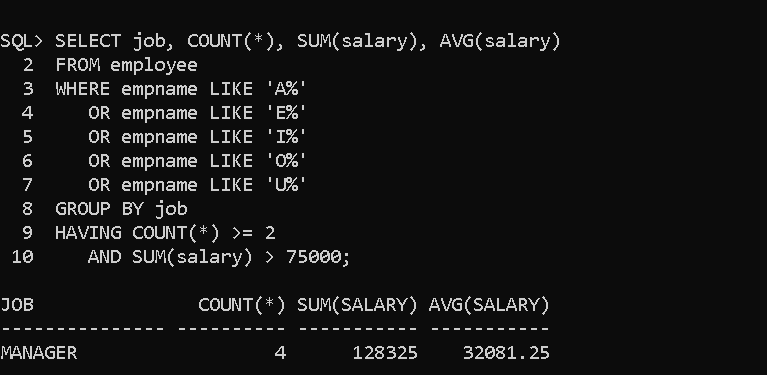 SQL> SELECT job, COUNT(*), SUM(salary), AVG(salary)
  2  FROM employee
  3  WHERE empname LIKE 'A%'
  4     OR empname LIKE 'E%'
  5     OR empname LIKE 'I%'
  6     OR empname LIKE 'O%'
  7     OR empname LIKE 'U%'
  8  GROUP BY job
  9  HAVING COUNT(*) >= 2
 10     AND SUM(salary) > 75000;
JOB               COUNT(*) SUM(SALARY) AVG(SALARY)
--------------- ---------- ----------- -----------
MANAGER                  4      128325    32081.25